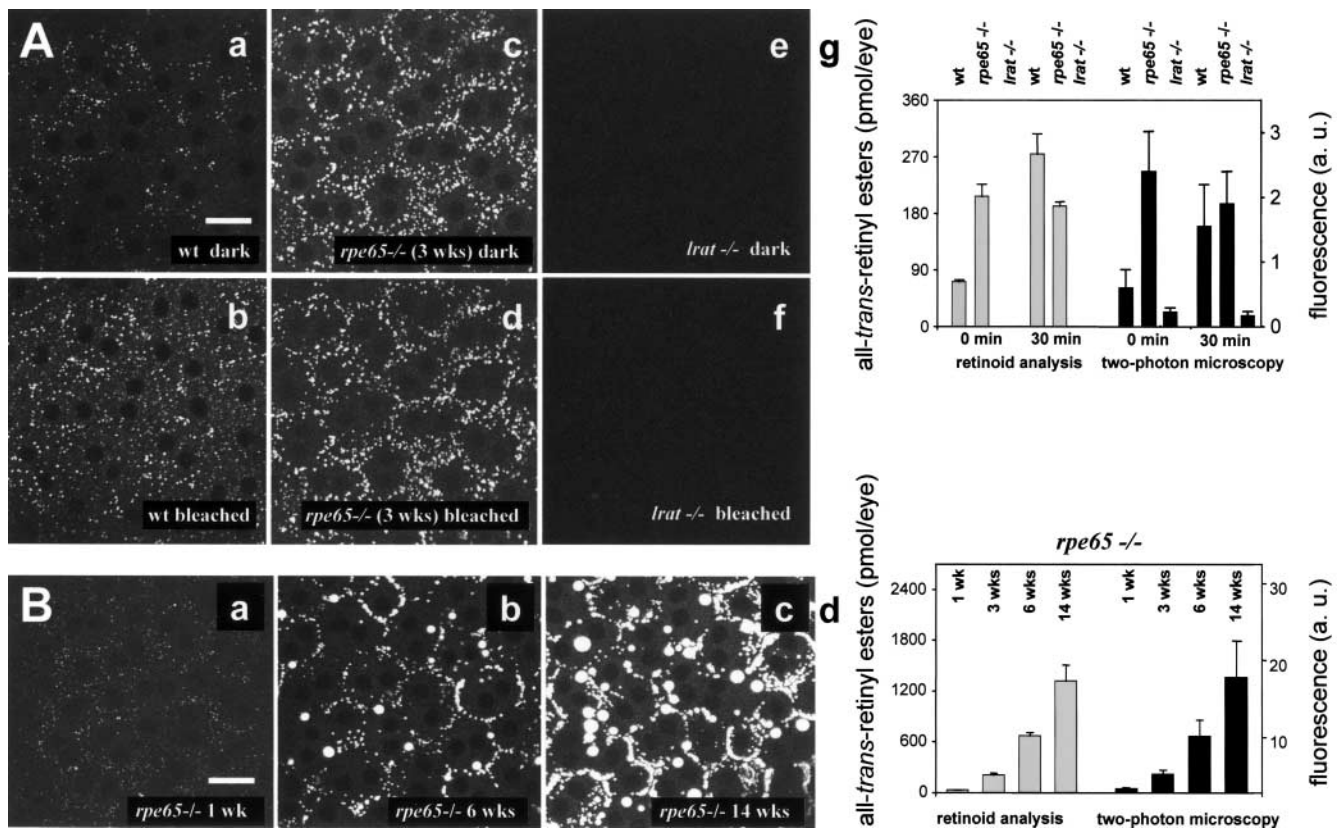 A
a
wt dark
c
rpe65-/- (3 wks) dark
e
lrat -/- dark
b
wt bleached
d
rpe65-/- (3 wks) bleached
f
lrat -/- bleached
g
wt
rpe65 -/-
lrat -/-
wt
rpe65 -/-
lrat -/-
wt
rpe65 -/-
lrat -/-
wt
rpe65 -/-
lrat -/-
all-trans-retinyl esters (pmol/eye)
360
270
180
90
0
3
2
1
0
fluorescence (a. u.)
0 min
30 min
0 min
30 min
retinoid analysis
two-photon microscopy
B
a
rpe65-/- 1 wk
b
rpe65-/- 6 wks
c
rpe65-/- 14 wks
d
rpe65 -/-
1 wk
3 wks
6 wks
14 wks
1 wk
3 wks
6 wks
14 wks
all-trans-retinyl esters (pmol/eye)
2400
1800
1200
600
0
30
20
10
fluorescence (a. u.)
retinoid analysis
two-photon microscopy